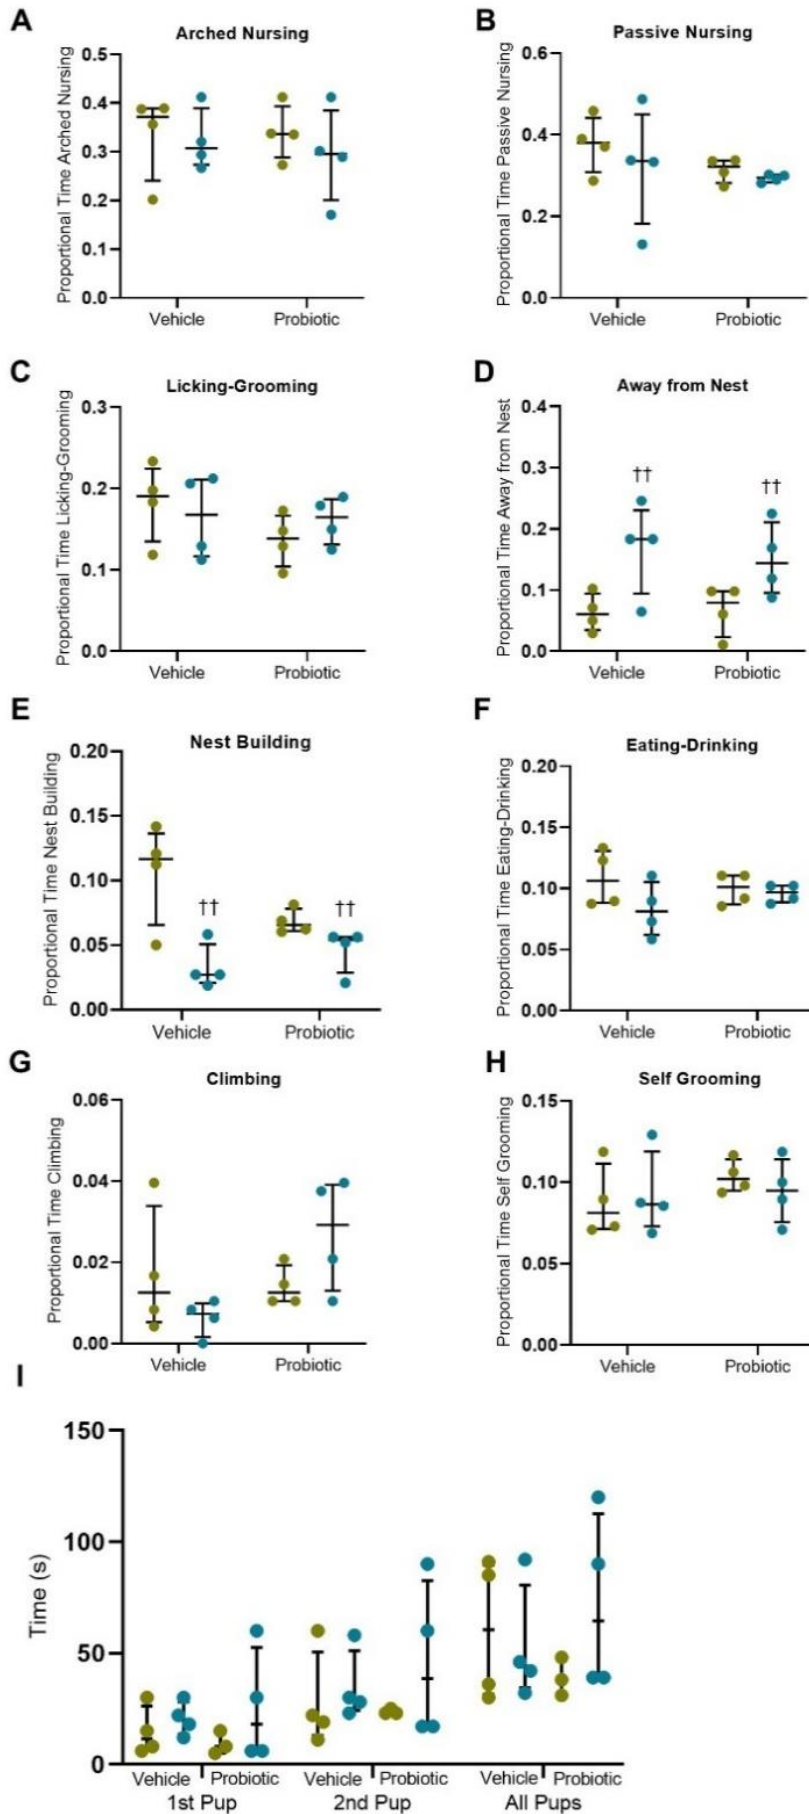 A
Arched Nursing
Proportional Time Arched Nursing
0.5
0.4
0.3
0.2
0.1
0.0
Vehicle
Probiotic
B
Passive Nursing
Proportional Time Passive Nursing
0.6
0.4
0.2
0.0
Vehicle
Probiotic
C
Licking-Grooming
Proportional Time Licking-Grooming
0.3
0.2
0.1
0.0
Vehicle
Probiotic
D
Away from Nest
Proportional Time Away from Nest
0.4
0.3
0.2
0.1
0.0
††
††
Vehicle
Probiotic
E
Nest Building
Proportional Time Nest Building
0.20
0.15
0.10
0.05
0.00
††
††
Vehicle
Probiotic
F
Eating-Drinking
Proportional Time Eating-Drinking
0.20
0.15
0.10
0.05
0.00
Vehicle
Probiotic
G
Climbing
Proportional Time Climbing
0.06
0.04
0.02
0.00
Vehicle
Probiotic
H
Self Grooming
Proportional Time Self Grooming
0.15
0.10
0.05
0.00
Vehicle
Probiotic
I
Time (s)
150
100
50
0
Vehicle Probiotic Vehicle Probiotic Vehicle Probiotic
1st Pup 2nd Pup All Pups